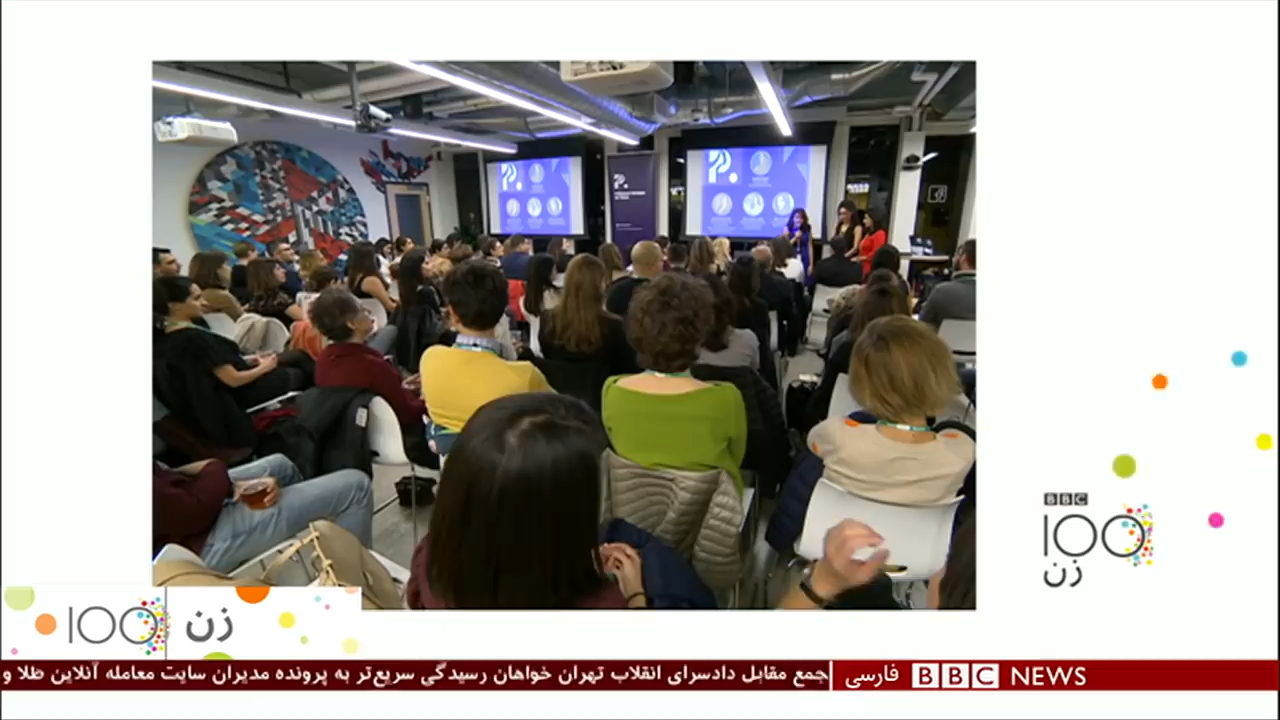 P.
P.
P.
BBC
100
زن
100 زن
جمع مقابل دادسرای انقلاب تهران خواهان رسیدگی سریع‌تر به پرونده مدیران سایت معامله آنلاین طلا و
BBC NEWS فارسی